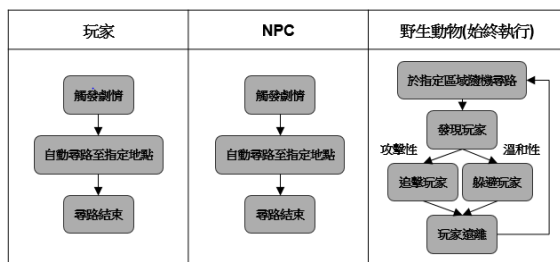 玩家
NPC
野生動物(始終執行)
觸發劇情
自動尋路至指定地點
尋路結束
觸發劇情
自動尋路至指定地點
尋路結束
於指定區域隨機尋路
發現玩家
攻擊性
溫和性
追擊玩家
躲避玩家
玩家遠離